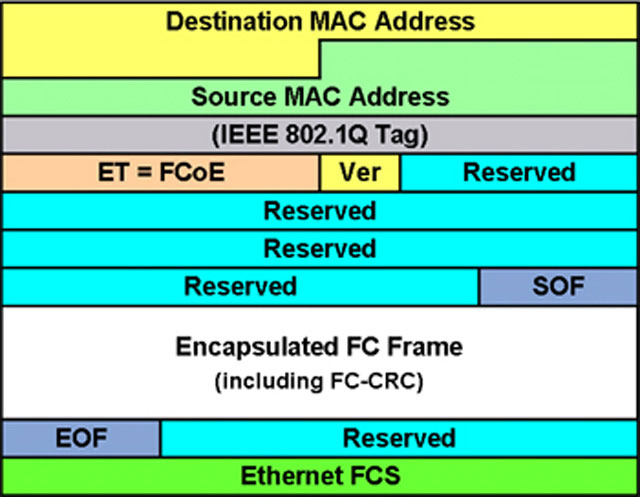 Destination MAC Address
Source MAC Address
(IEEE 802.1Q Tag)
ET = FCoE Ver Reserved
Reserved
Reserved
Reserved SOF
Encapsulated FC Frame
(including FC-CRC)
EOF Reserved
Ethernet FCS